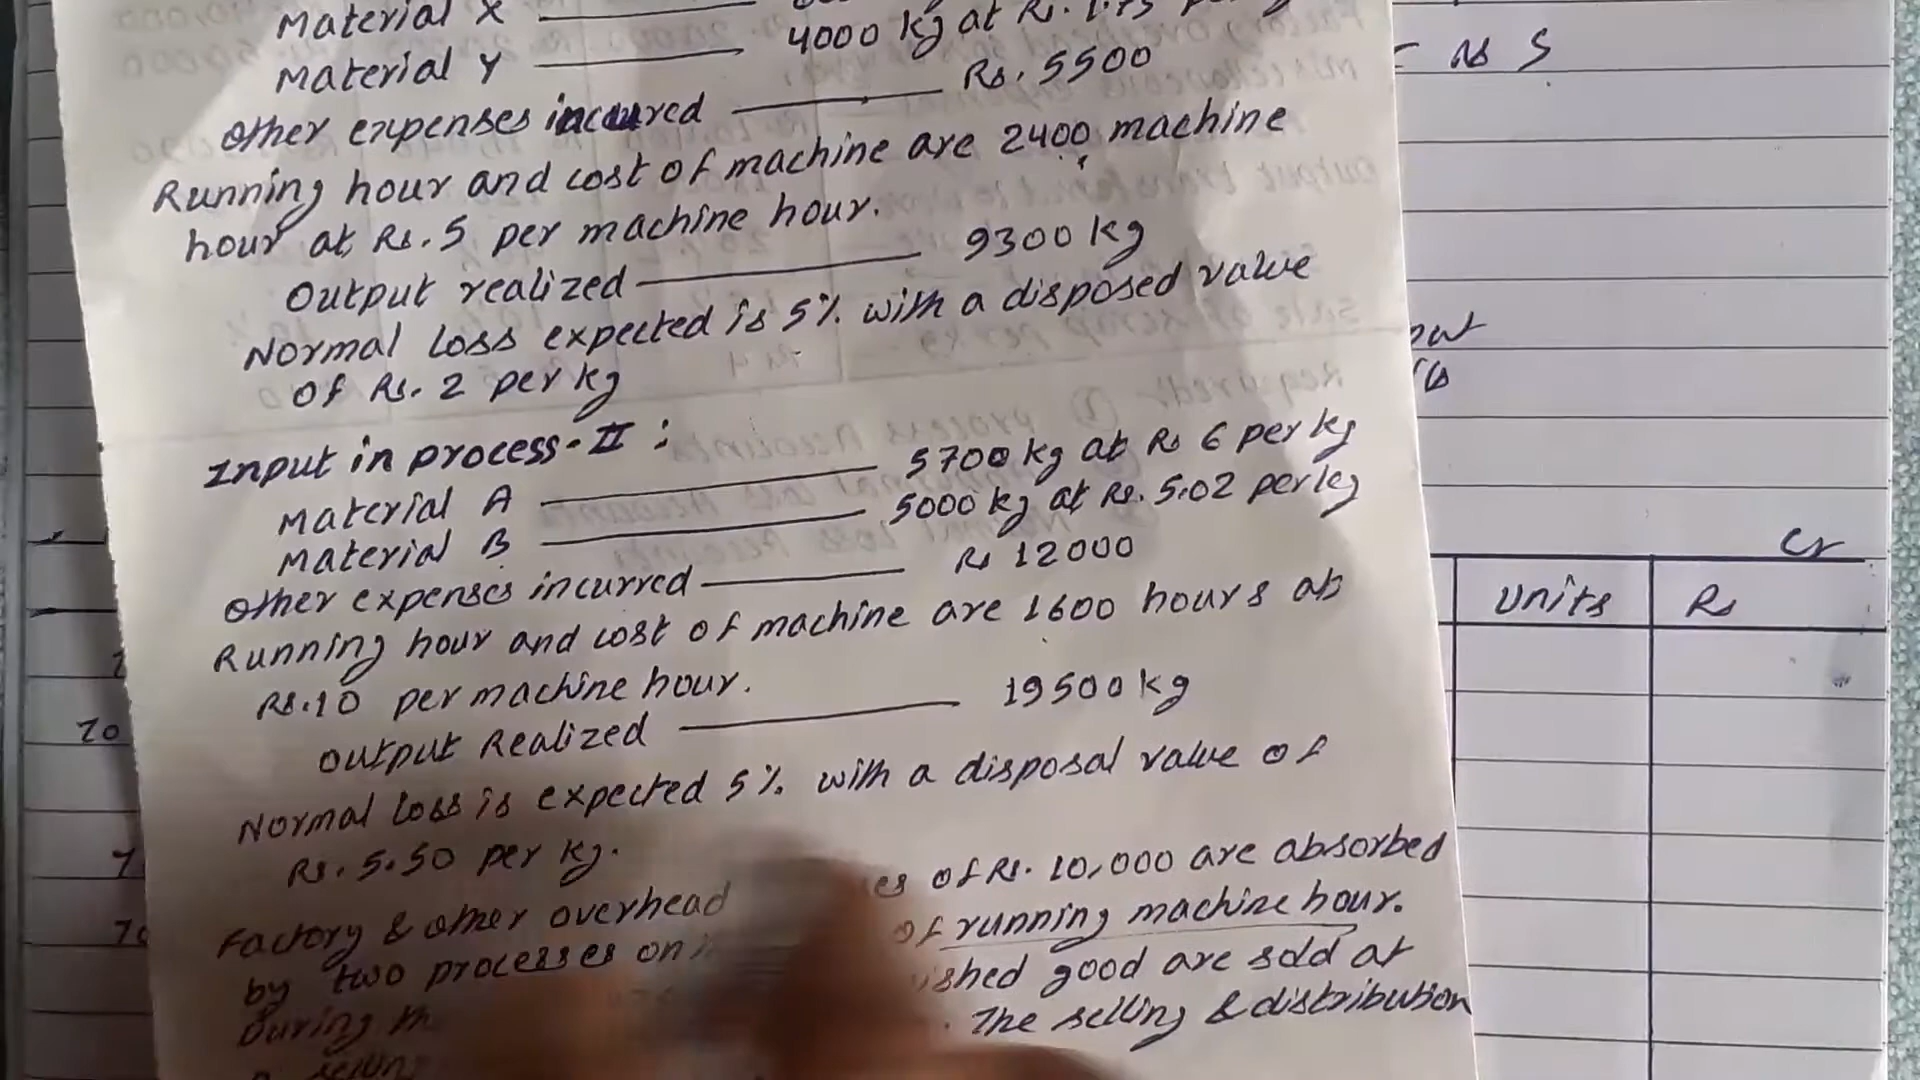 Material X
Material Y 4000 kg at Rs. 1.75
Other expenses incurred Rs. 5500
Running hour and cost of machine are 2400 machine
hour at Rs. 5 per machine hour.
Output realized 9300 kg
Normal Loss expected is 5% with a disposed value
of Rs. 2 per kg
Input in process-II :
Material A 5700 kg at Rs 6 per kg
Material B 5000 kg at Rs. 5.02 per kg
Other expenses incurred Rs 12000
Running hour and cost of machine are 1600 hours at
Rs.10 per machine hour.
Output Realized 19500 kg
Normal Loss is expected 5% with a disposal value of
Rs. 5.50 per kg.
Factory & other overhead of Rs. 10,000 are absorbed
by two processes on of running machine hour.
During good are sold at
The selling & distribution
Rs 5
Cr
Units Rs